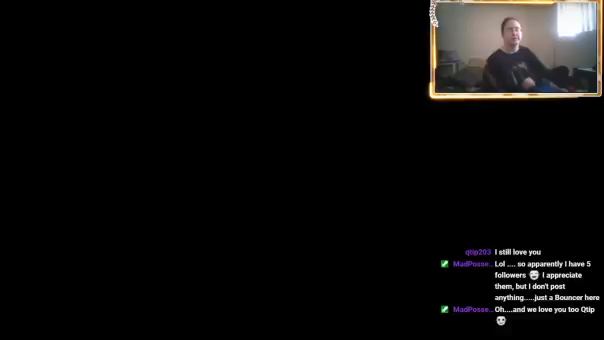 qtip203 I still love you
MadPosse.. Lol .... so apparently I have 5
followers I appreciate
them, but I don't post
anything.....just a Bouncer here
MadPosse.. Oh....and we love you too Qtip